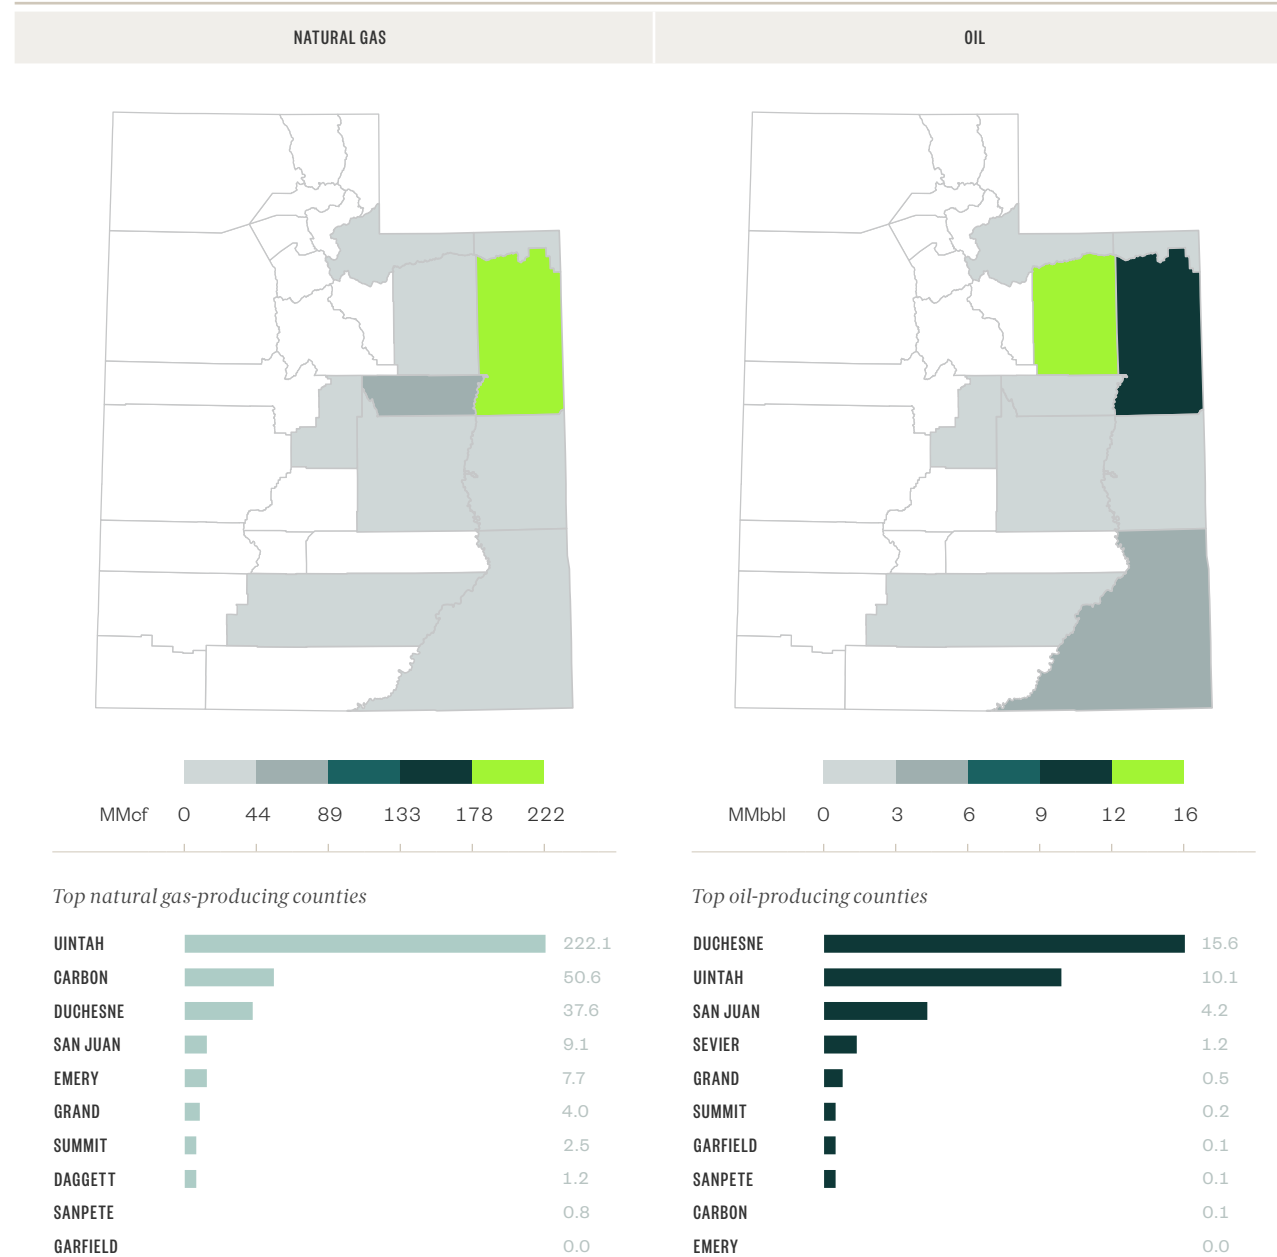 NATURAL GAS
OIL
MMcf 0 44 89 133 178 222
MMbbl 0 3 6 9 12 16
Top natural gas-producing counties
UINTAH 222.1
CARBON 50.6
DUCHESNE 37.6
SAN JUAN 9.1
EMERY 7.7
GRAND 4.0
SUMMIT 2.5
DAGGETT 1.2
SANPETE 0.8
GARFIELD 0.0
Top oil-producing counties
DUCHESNE 15.6
UINTAH 10.1
SAN JUAN 4.2
SEVIER 1.2
GRAND 0.5
SUMMIT 0.2
GARFIELD 0.1
SANPETE 0.1
CARBON 0.1
EMERY 0.0